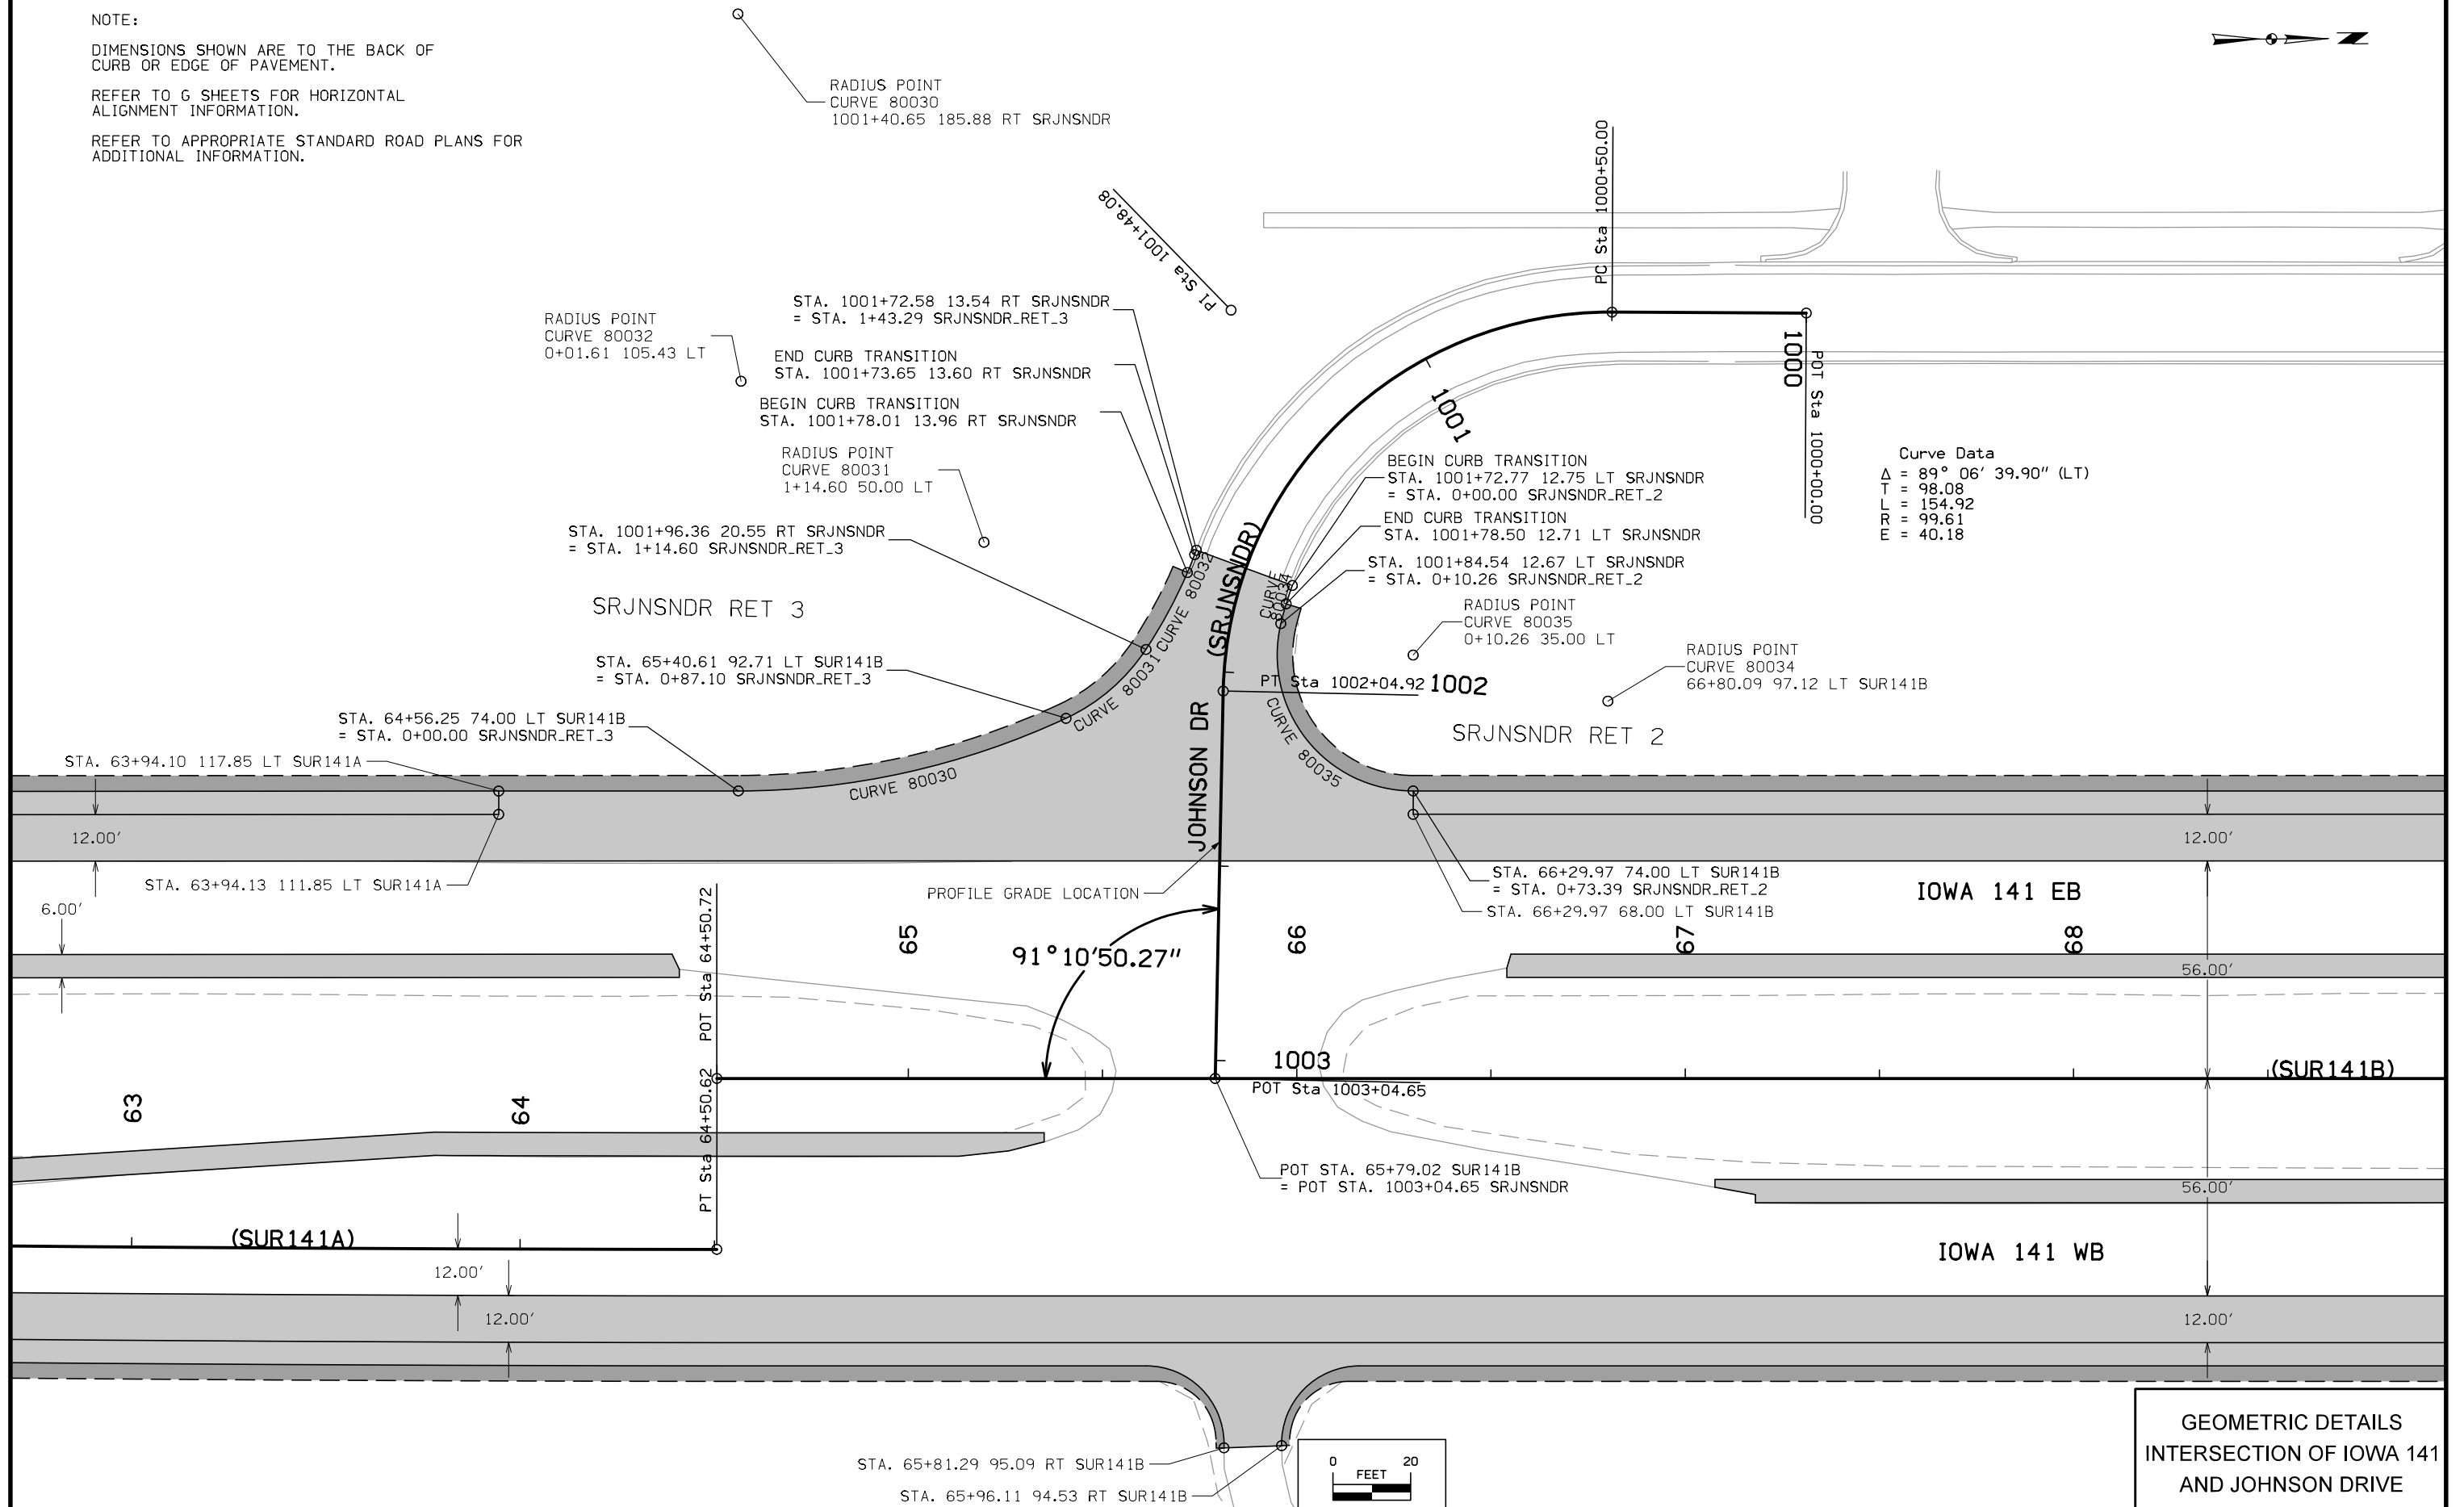 NOTE:
DIMENSIONS SHOWN ARE TO THE BACK OF
CURB OR EDGE OF PAVEMENT.
REFER TO G SHEETS FOR HORIZONTAL
ALIGNMENT INFORMATION.
REFER TO APPROPRIATE STANDARD ROAD PLANS FOR
ADDITIONAL INFORMATION.
RADIUS POINT
CURVE 80030
1001+40.65 185.88 RT SRJNSNDR
PI Sta 1001+48.08
PC Sta 1000+50.00
STA. 1001+72.58 13.54 RT SRJNSNDR
= STA. 1+43.29 SRJNSNDR_RET_3
RADIUS POINT
CURVE 80032
0+01.61 105.43 LT
END CURB TRANSITION
STA. 1001+73.65 13.60 RT SRJNSNDR
BEGIN CURB TRANSITION
STA. 1001+78.01 13.96 RT SRJNSNDR
RADIUS POINT
CURVE 80031
1+14.60 50.00 LT
STA. 1001+96.36 20.55 RT SRJNSNDR
= STA. 1+14.60 SRJNSNDR_RET_3
SRJNSNDR RET 3
STA. 65+40.61 92.71 LT SUR141B
= STA. 0+87.10 SRJNSNDR_RET_3
STA. 64+56.25 74.00 LT SUR141B
= STA. 0+00.00 SRJNSNDR_RET_3
STA. 63+94.10 117.85 LT SUR141A
1000
POT Sta 1000+00.00
1001
Curve Data
Δ = 89° 06' 39.90" (LT)
T = 98.08
L = 154.92
R = 99.61
E = 40.18
BEGIN CURB TRANSITION
STA. 1001+72.77 12.75 LT SRJNSNDR
= STA. 0+00.00 SRJNSNDR_RET_2
END CURB TRANSITION
STA. 1001+78.50 12.71 LT SRJNSNDR
STA. 1001+84.54 12.67 LT SRJNSNDR
= STA. 0+10.26 SRJNSNDR_RET_2
RADIUS POINT
CURVE 80035
0+10.26 35.00 LT
RADIUS POINT
CURVE 80034
66+80.09 97.12 LT SUR141B
SRJNSNDR RET 2
PT Sta 1002+04.92
1002
CURVE 80032
CURVE 80034
CURVE 80031
CURVE 80030
CURVE 80035
(SRJNSNDR)
JOHNSON DR
12.00'
12.00'
STA. 63+94.13 111.85 LT SUR141A
6.00'
PROFILE GRADE LOCATION
STA. 66+29.97 74.00 LT SUR141B
= STA. 0+73.39 SRJNSNDR_RET_2
STA. 66+29.97 68.00 LT SUR141B
IOWA 141 EB
65
66
67
68
91°10'50.27"
56.00'
POT Sta 64+50.72
PT Sta 64+50.62
1003
POT Sta 1003+04.65
(SUR141B)
63
64
POT STA. 65+79.02 SUR141B
= POT STA. 1003+04.65 SRJNSNDR
56.00'
(SUR141A)
IOWA 141 WB
12.00'
12.00'
12.00'
STA. 65+81.29 95.09 RT SUR141B
STA. 65+96.11 94.53 RT SUR141B
0 20
FEET
GEOMETRIC DETAILS
INTERSECTION OF IOWA 141
AND JOHNSON DRIVE